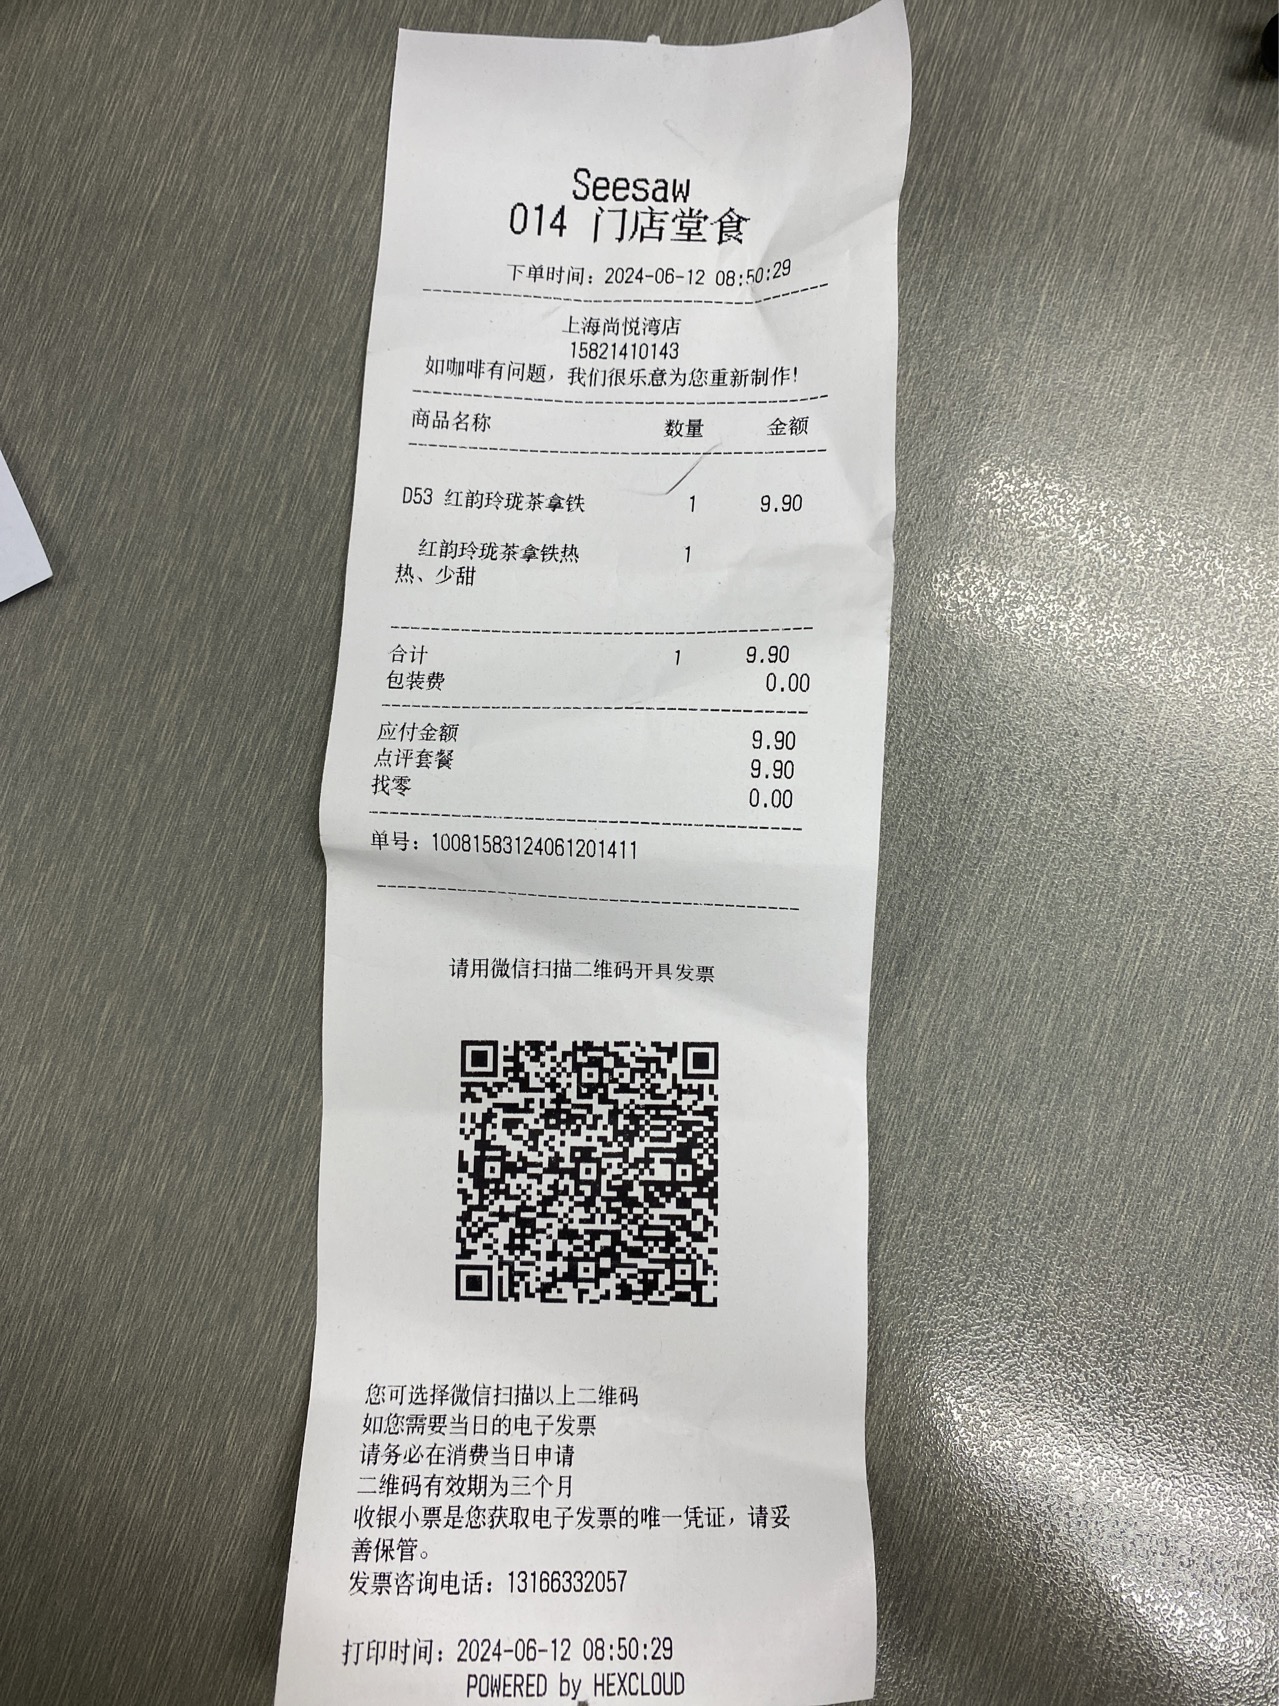 Seesaw
014 门店堂食
下单时间：2024-06-12 08:50:29
上海尚悦湾店
15821410143
如咖啡有问题，我们很乐意为您重新制作！
商品名称 数量 金额
D53 红韵玲珑茶拿铁 1 9.90
红韵玲珑茶拿铁热 1
热、少甜
合计 1 9.90
包装费 0.00
应付金额 9.90
点评套餐 9.90
找零 0.00
单号：10081583124061201411
请用微信扫描二维码开具发票
您可选择微信扫描以上二维码
如您需要当日的电子发票
请务必在消费当日申请
二维码有效期为三个月
收银小票是您获取电子发票的唯一凭证，请妥
善保管。
发票咨询电话：13166332057
打印时间：2024-06-12 08:50:29
POWERED by HEXCLOUD